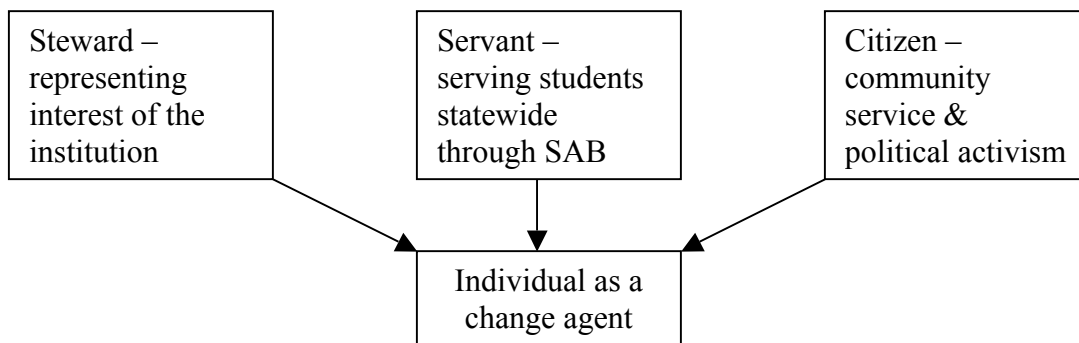 Steward –
representing
interest of the
institution
Servant –
serving students
statewide
through SAB
Citizen –
community
service &
political activism
Individual as a
change agent